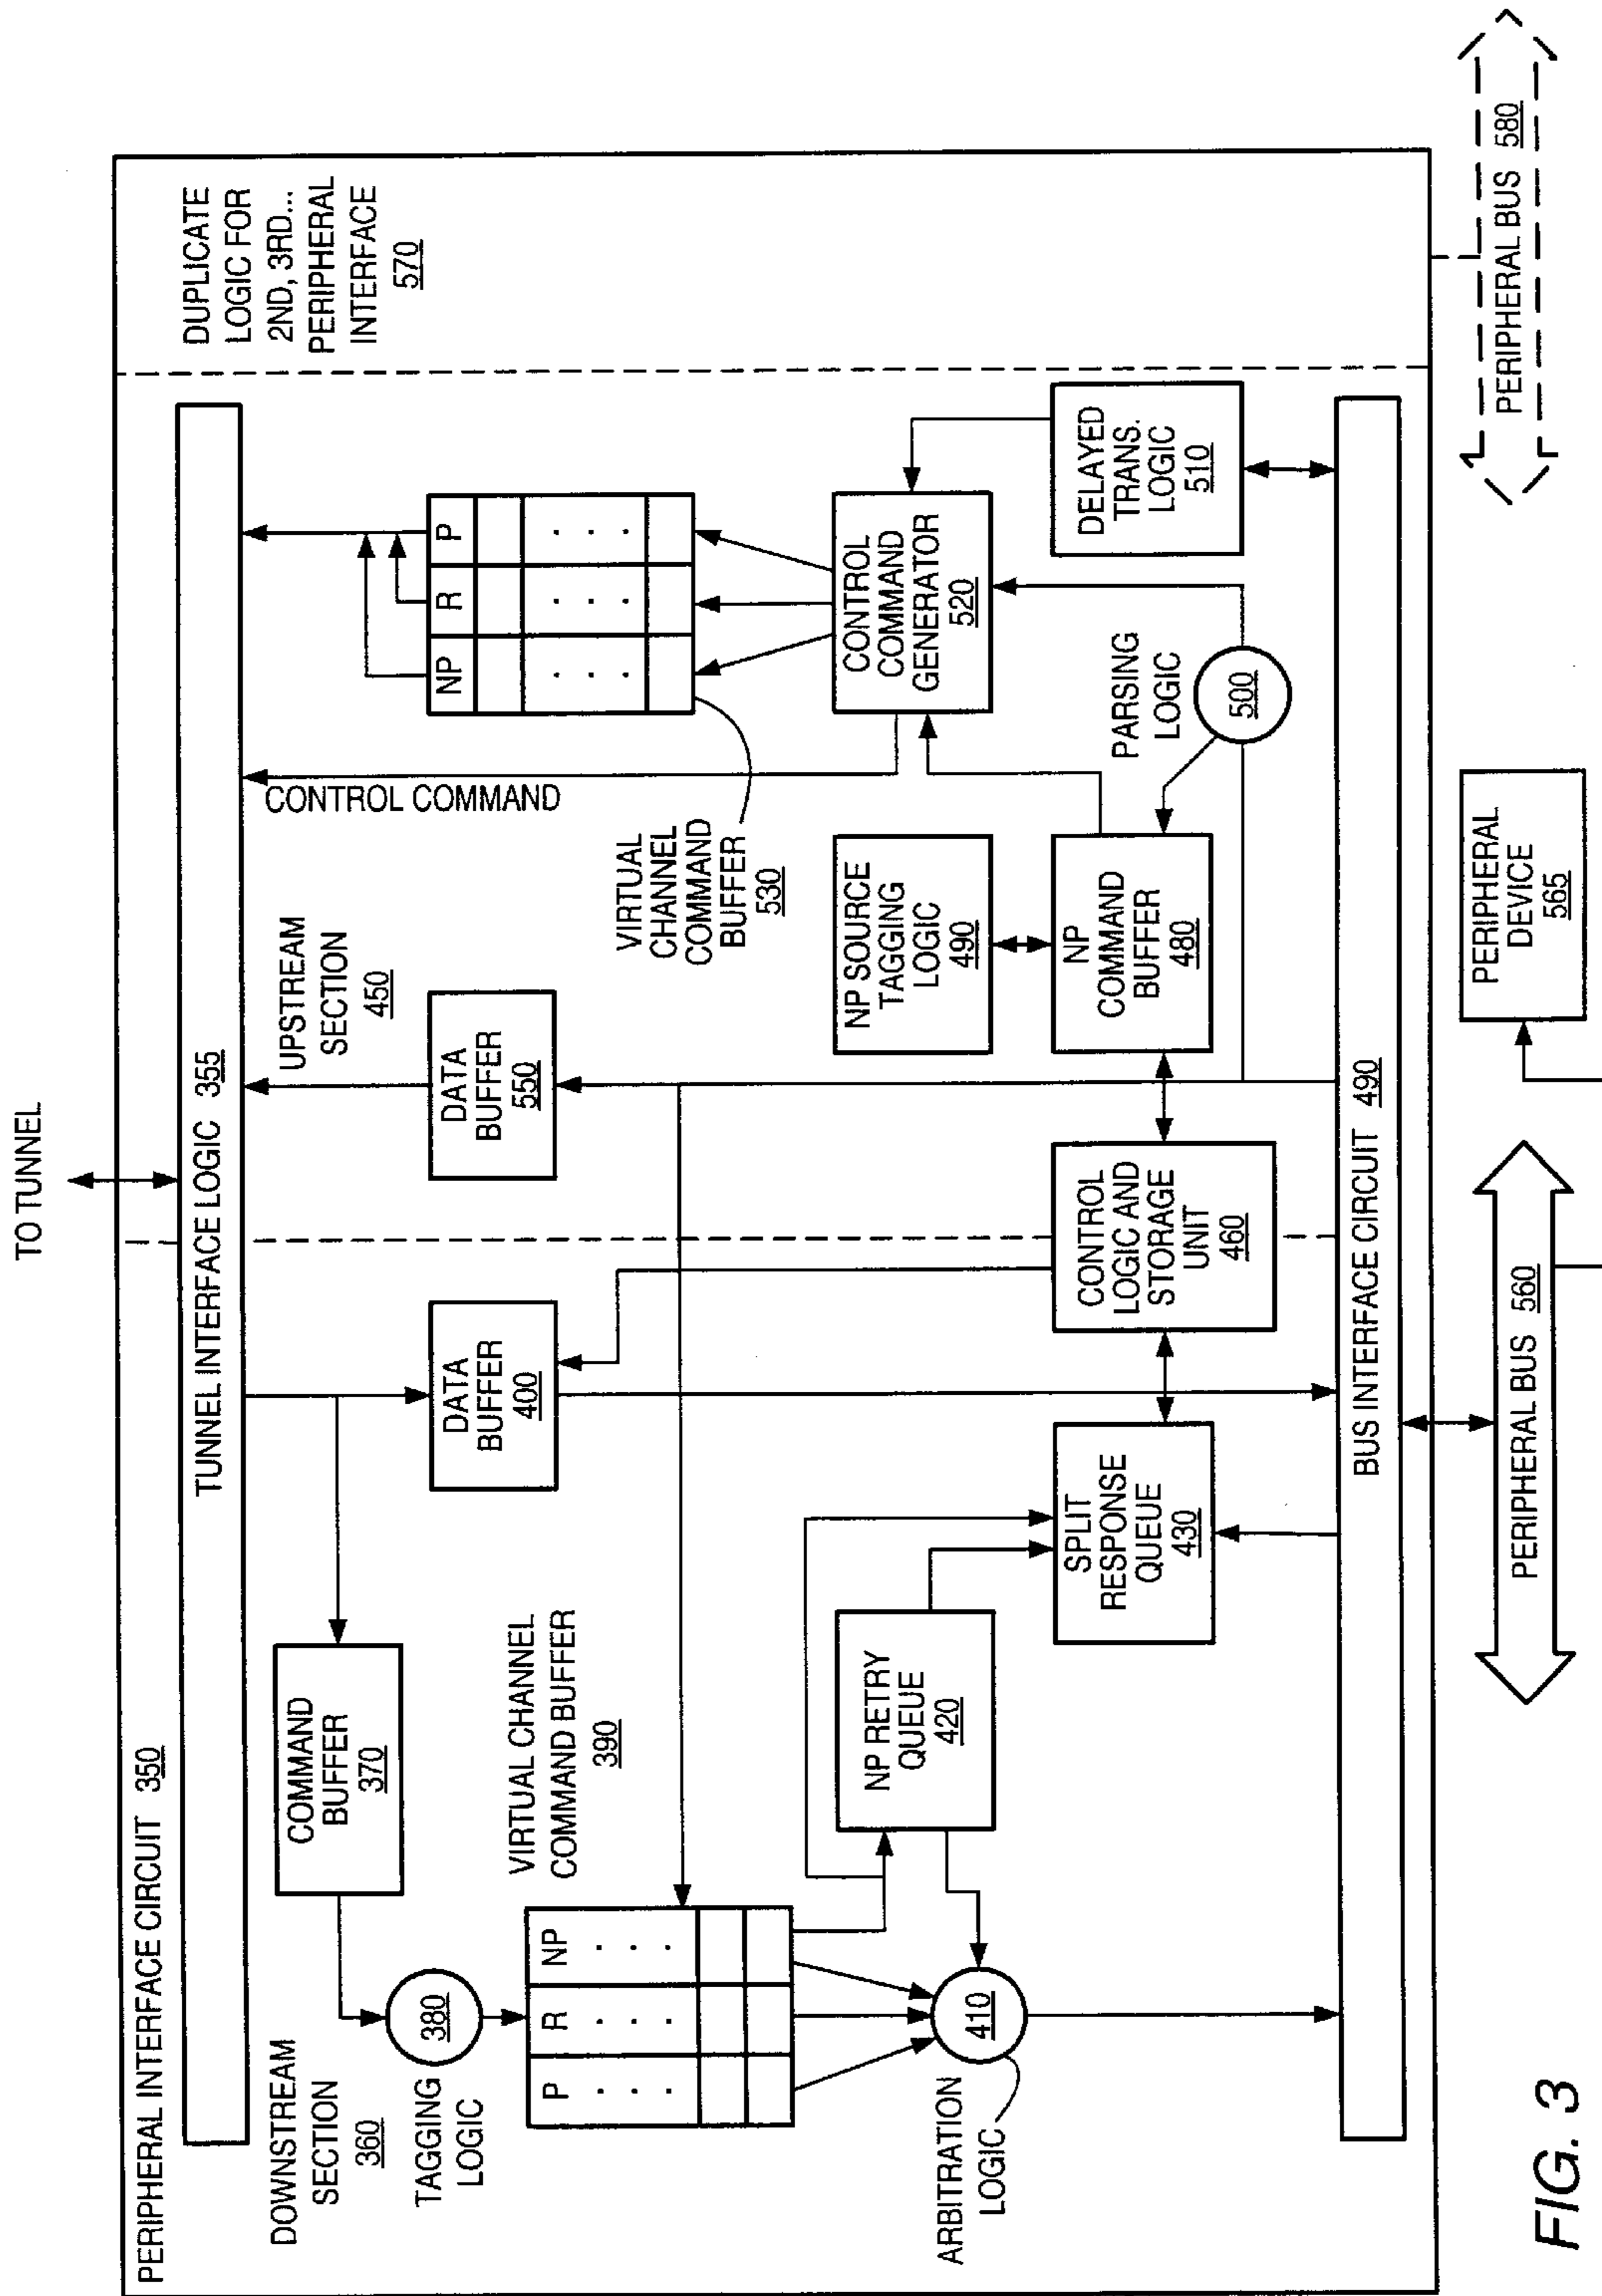 TO TUNNEL
PERIPHERAL INTERFACE CIRCUIT 350
TUNNEL INTERFACE LOGIC 355
DOWNSTREAM
SECTION
360
COMMAND
BUFFER
370
TAGGING
LOGIC
380
VIRTUAL CHANNEL
COMMAND BUFFER
390
P
R
NP
. . .
. . .
. . .
DATA
BUFFER
400
ARBITRATION
LOGIC
410
NP RETRY
QUEUE
420
SPLIT
RESPONSE
QUEUE
430
CONTROL
LOGIC AND
STORAGE
UNIT
460
UPSTREAM
SECTION
450
DATA
BUFFER
550
CONTROL COMMAND
VIRTUAL
CHANNEL
COMMAND
BUFFER
530
NP
R
P
. . .
. . .
. . .
NP SOURCE
TAGGING
LOGIC
490
NP
COMMAND
BUFFER
480
PARSING
LOGIC
500
CONTROL
COMMAND
GENERATOR
520
DELAYED
TRANS.
LOGIC
510
DUPLICATE
LOGIC FOR
2ND, 3RD...
PERIPHERAL
INTERFACE
570
BUS INTERFACE CIRCUIT 490
PERIPHERAL BUS 560
PERIPHERAL
DEVICE
565
PERIPHERAL BUS 580
FIG. 3